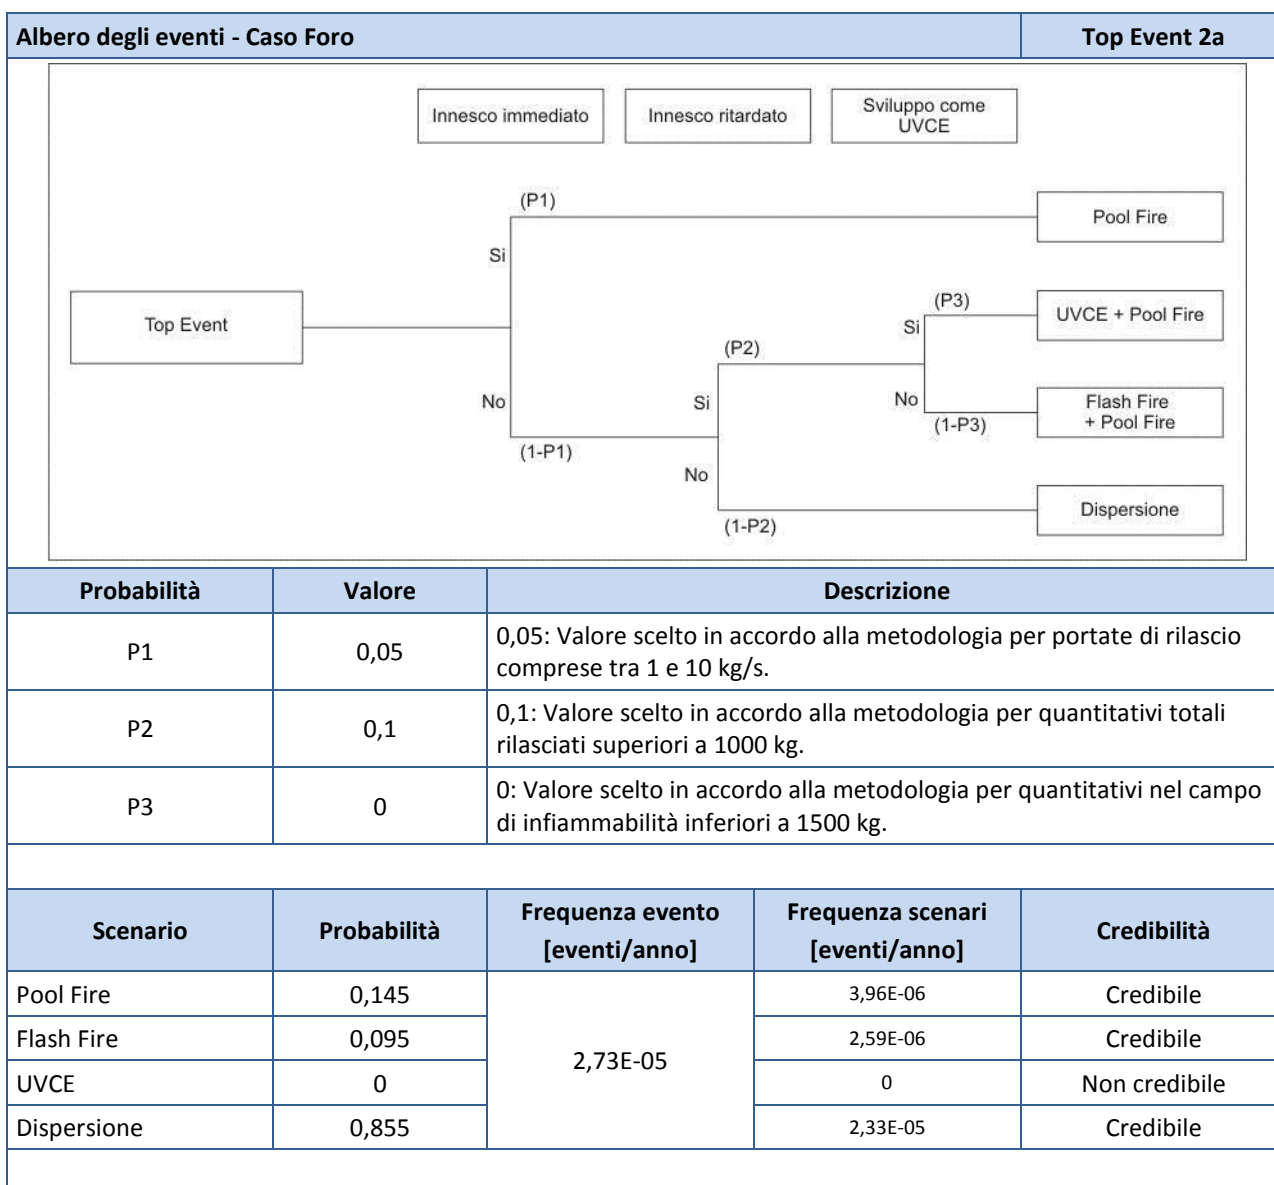 Albero degli eventi - Caso Foro
Top Event 2a
Innesco immediato
Innesco ritardato
Sviluppo come
UVCE
(P1)
Pool Fire
Si
Top Event
(P3)
UVCE + Pool Fire
Si
(P2)
No
Si
No
Flash Fire
+ Pool Fire
(1-P3)
(1-P1)
No
Dispersione
(1-P2)
Probabilità
Valore
Descrizione
P1
0,05
0,05: Valore scelto in accordo alla metodologia per portate di rilascio
comprese tra 1 e 10 kg/s.
P2
0,1
0,1: Valore scelto in accordo alla metodologia per quantitativi totali
rilasciati superiori a 1000 kg.
P3
0
0: Valore scelto in accordo alla metodologia per quantitativi nel campo
di infiammabilità inferiori a 1500 kg.
Scenario
Probabilità
Frequenza evento
[eventi/anno]
Frequenza scenari
[eventi/anno]
Credibilità
Pool Fire
0,145
2,73E-05
3,96E-06
Credibile
Flash Fire
0,095
2,59E-06
Credibile
UVCE
0
0
Non credibile
Dispersione
0,855
2,33E-05
Credibile